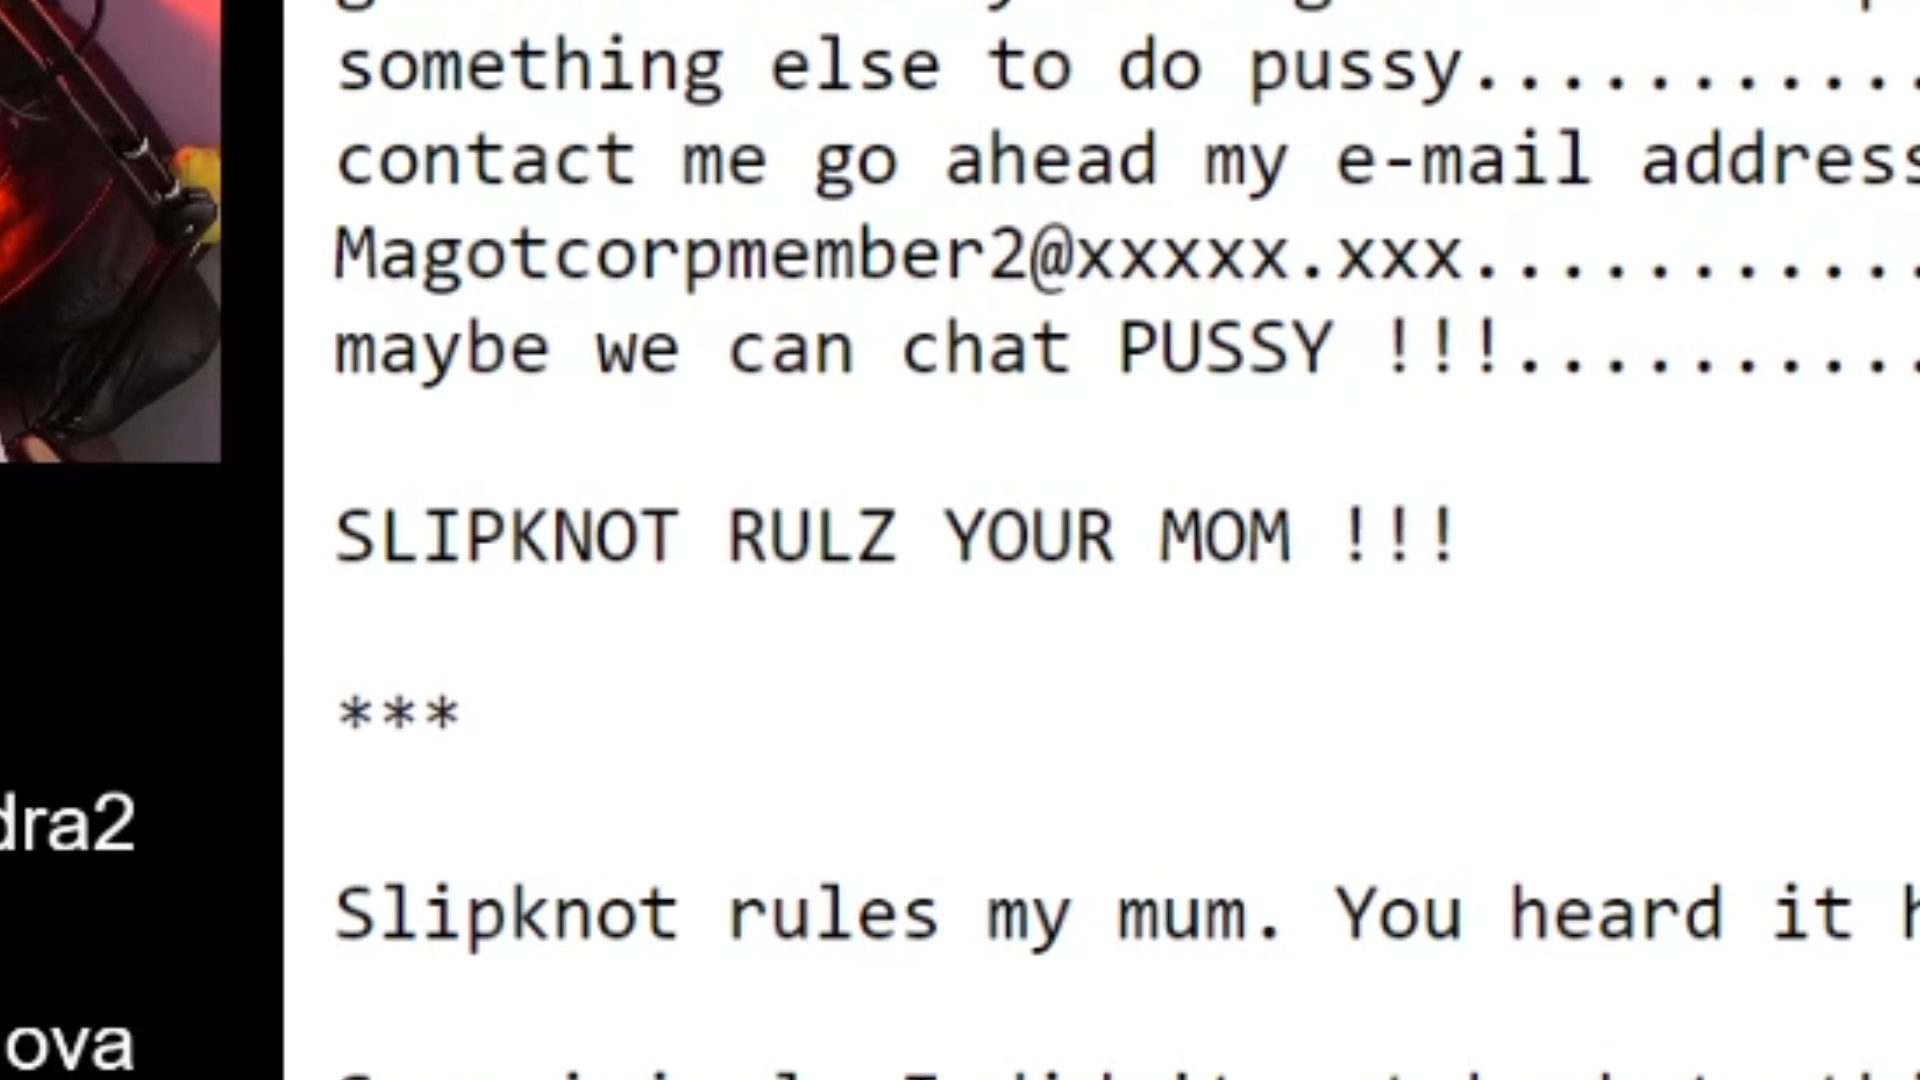 something else to do pussy...........
contact me go ahead my e-mail address
Magotcorpmember2@xxxxx.xxx...........
maybe we can chat PUSSY !!!..........
SLIPKNOT RULZ YOUR MOM !!!
***
dra2
Slipknot rules my mum. You heard it
ova